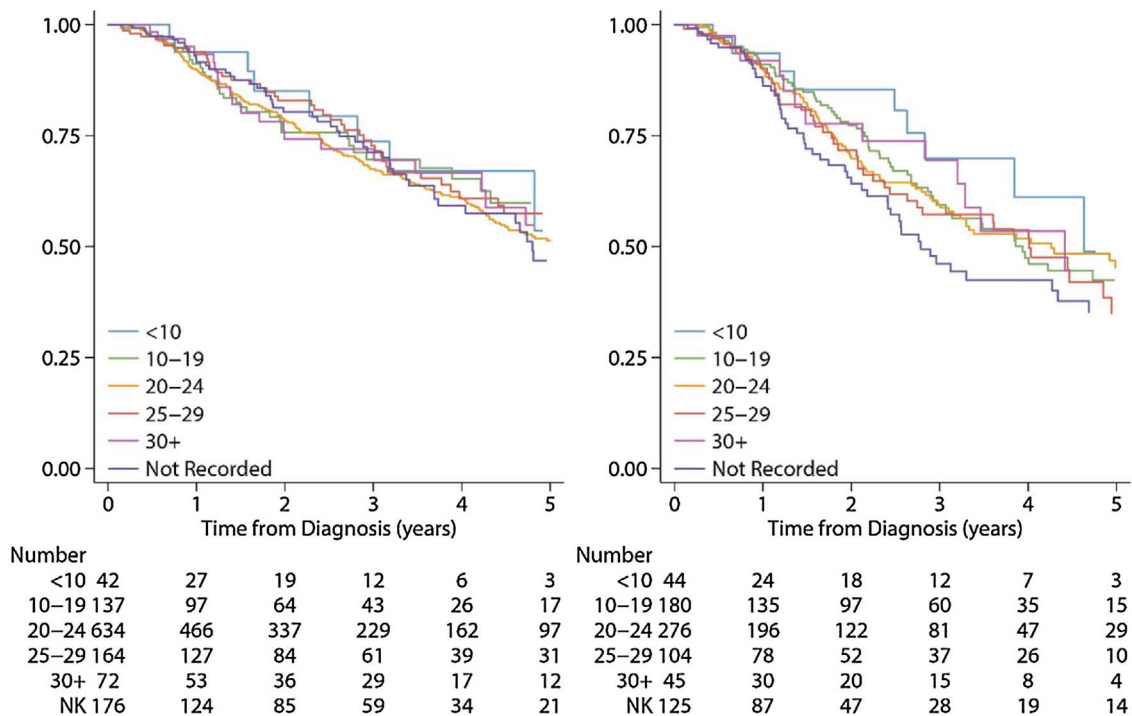 1.00
0.75
0.50
0.25
0.00
<10
10–19
20–24
25–29
30+
Not Recorded
0 1 2 3 4 5
Time from Diagnosis (years)
Number
<10 42 27 19 12 6 3
10–19 137 97 64 43 26 17
20–24 634 466 337 229 162 97
25–29 164 127 84 61 39 31
30+ 72 53 36 29 17 12
NK 176 124 85 59 34 21
1.00
0.75
0.50
0.25
0.00
<10
10–19
20–24
25–29
30+
Not Recorded
0 1 2 3 4 5
Time from Diagnosis (years)
Number
<10 44 24 18 12 7 3
10–19 180 135 97 60 35 15
20–24 276 196 122 81 47 29
25–29 104 78 52 37 26 10
30+ 45 30 20 15 8 4
NK 125 87 47 28 19 14